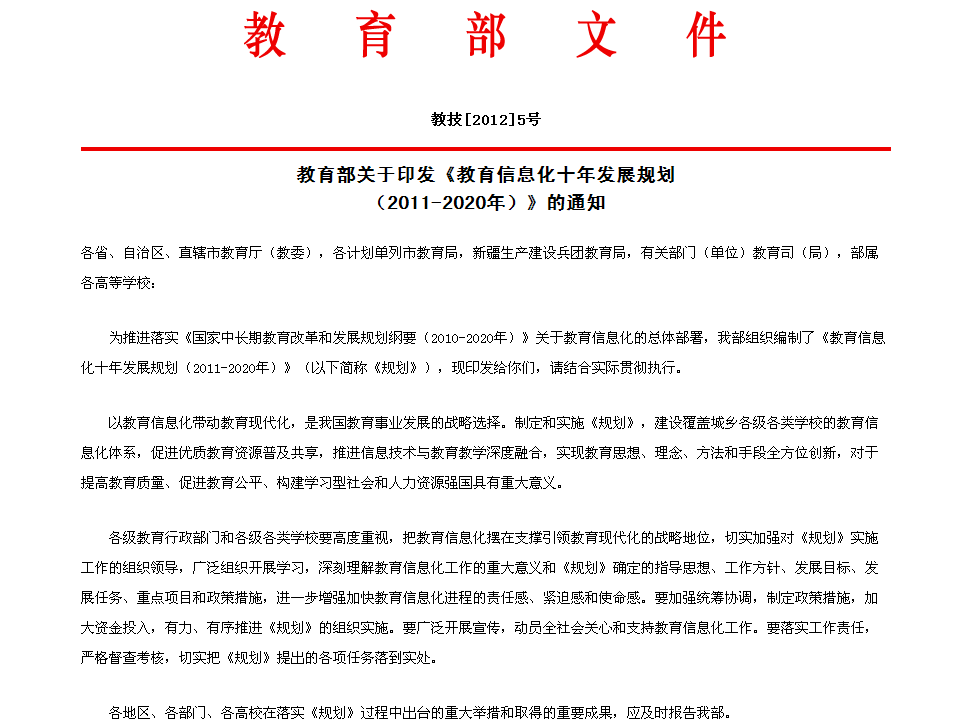 教育部文件
教技[2012]5号
教育部关于印发《教育信息化十年发展规划
（2011-2020年）》的通知
各省、自治区、直辖市教育厅（教委），各计划单列市教育局，新疆生产建设兵团教育局，有关部门（单位）教育司（局），部属
各高等学校：
为推进落实《国家中长期教育改革和发展规划纲要（2010-2020年）》关于教育信息化的总体部署，我部组织编制了《教育信息
化十年发展规划（2011-2020年）》（以下简称《规划》），现印发给你们，请结合实际贯彻执行。
以教育信息化带动教育现代化，是我国教育事业发展的战略选择。制定和实施《规划》，建设覆盖城乡各级各类学校的教育信
息化体系，促进优质教育资源普及共享，推进信息技术与教育教学深度融合，实现教育思想、理念、方法和手段全方位创新，对于
提高教育质量、促进教育公平、构建学习型社会和人力资源强国具有重大意义。
各级教育行政部门和各级各类学校要高度重视，把教育信息化摆在支撑引领教育现代化的战略地位，切实加强对《规划》实施
工作的组织领导，广泛组织开展学习，深刻理解教育信息化工作的重大意义和《规划》确定的指导思想、工作方针、发展目标、发
展任务、重点项目和政策措施，进一步增强加快教育信息化进程的责任感、紧迫感和使命感。要加强统筹协调，制定政策措施，加
大资金投入，有力、有序推进《规划》的组织实施。要广泛开展宣传，动员全社会关心和支持教育信息化工作。要落实工作责任，
严格督查考核，切实把《规划》提出的各项任务落到实处。
各地区、各部门、各高校在落实《规划》过程中出台的重大举措和取得的重要成果，应及时报告我部。